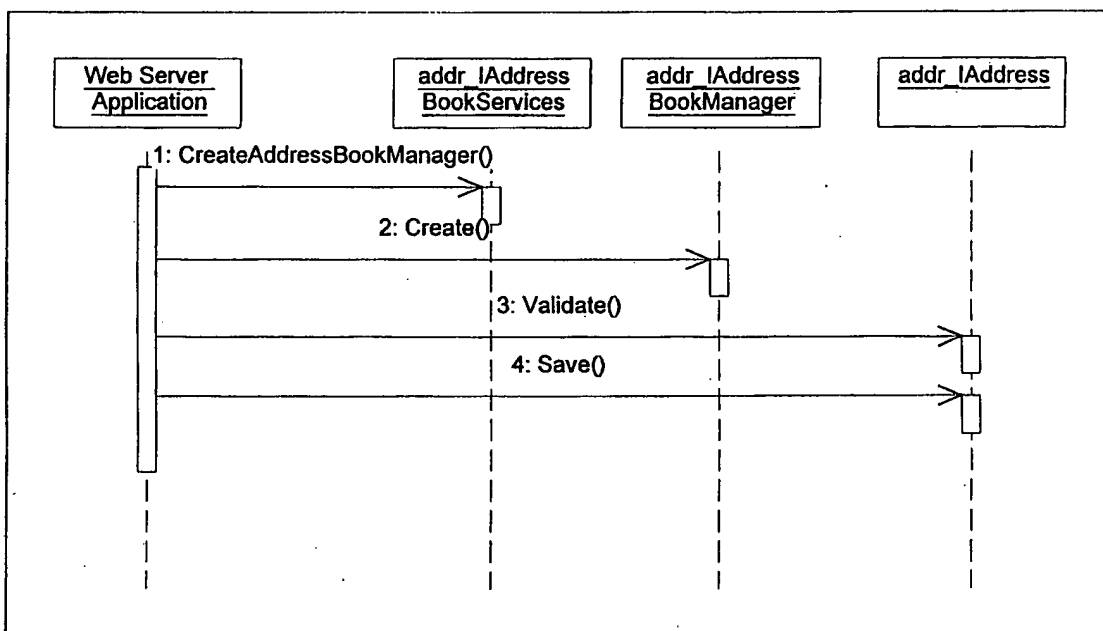 Web Server
Application
addr_IAddress
BookServices
addr_IAddress
BookManager
addr_IAddress
1: CreateAddressBookManager()
2: Create()
3: Validate()
4: Save()